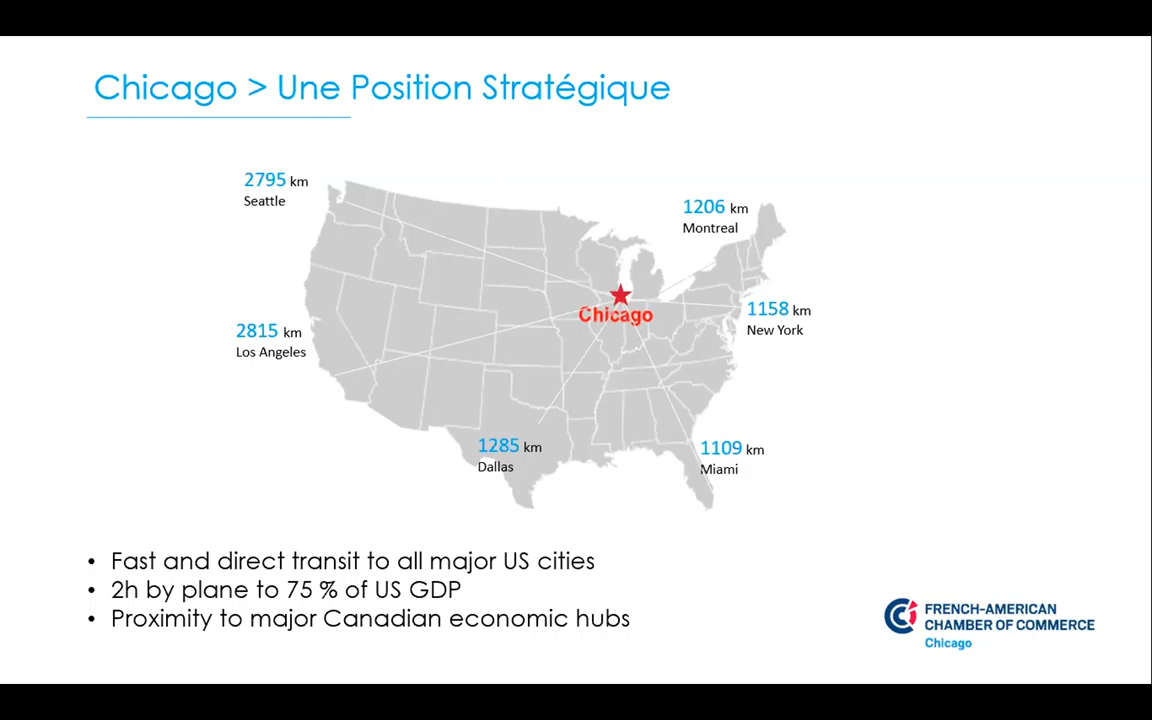 Chicago > Une Position Stratégique
2795 km
Seattle
1206 km
Montreal
Chicago
1158 km
New York
2815 km
Los Angeles
1285 km
Dallas
1109 km
Miami
• Fast and direct transit to all major US cities
• 2h by plane to 75 % of US GDP
• Proximity to major Canadian economic hubs
FRENCH-AMERICAN
CHAMBER OF COMMERCE
Chicago